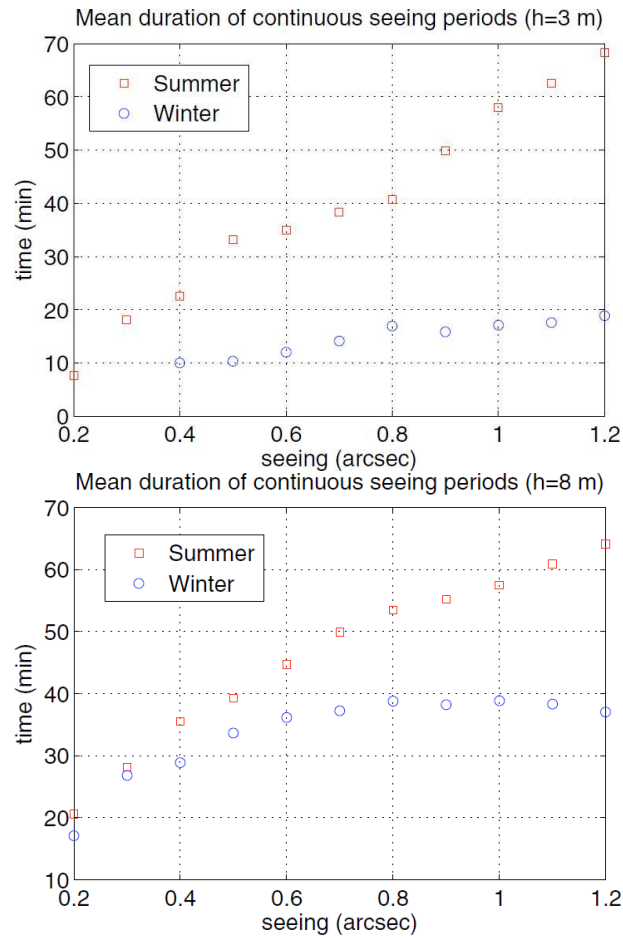 Mean duration of continuous seeing periods (h=3 m)
70
60
50
40
30
20
10
0
time (min)
Summer
Winter
0.2 0.4 0.6 0.8 1 1.2
seeing (arcsec)
Mean duration of continuous seeing periods (h=8 m)
70
60
50
40
30
20
10
time (min)
Summer
Winter
0.2 0.4 0.6 0.8 1 1.2
seeing (arcsec)